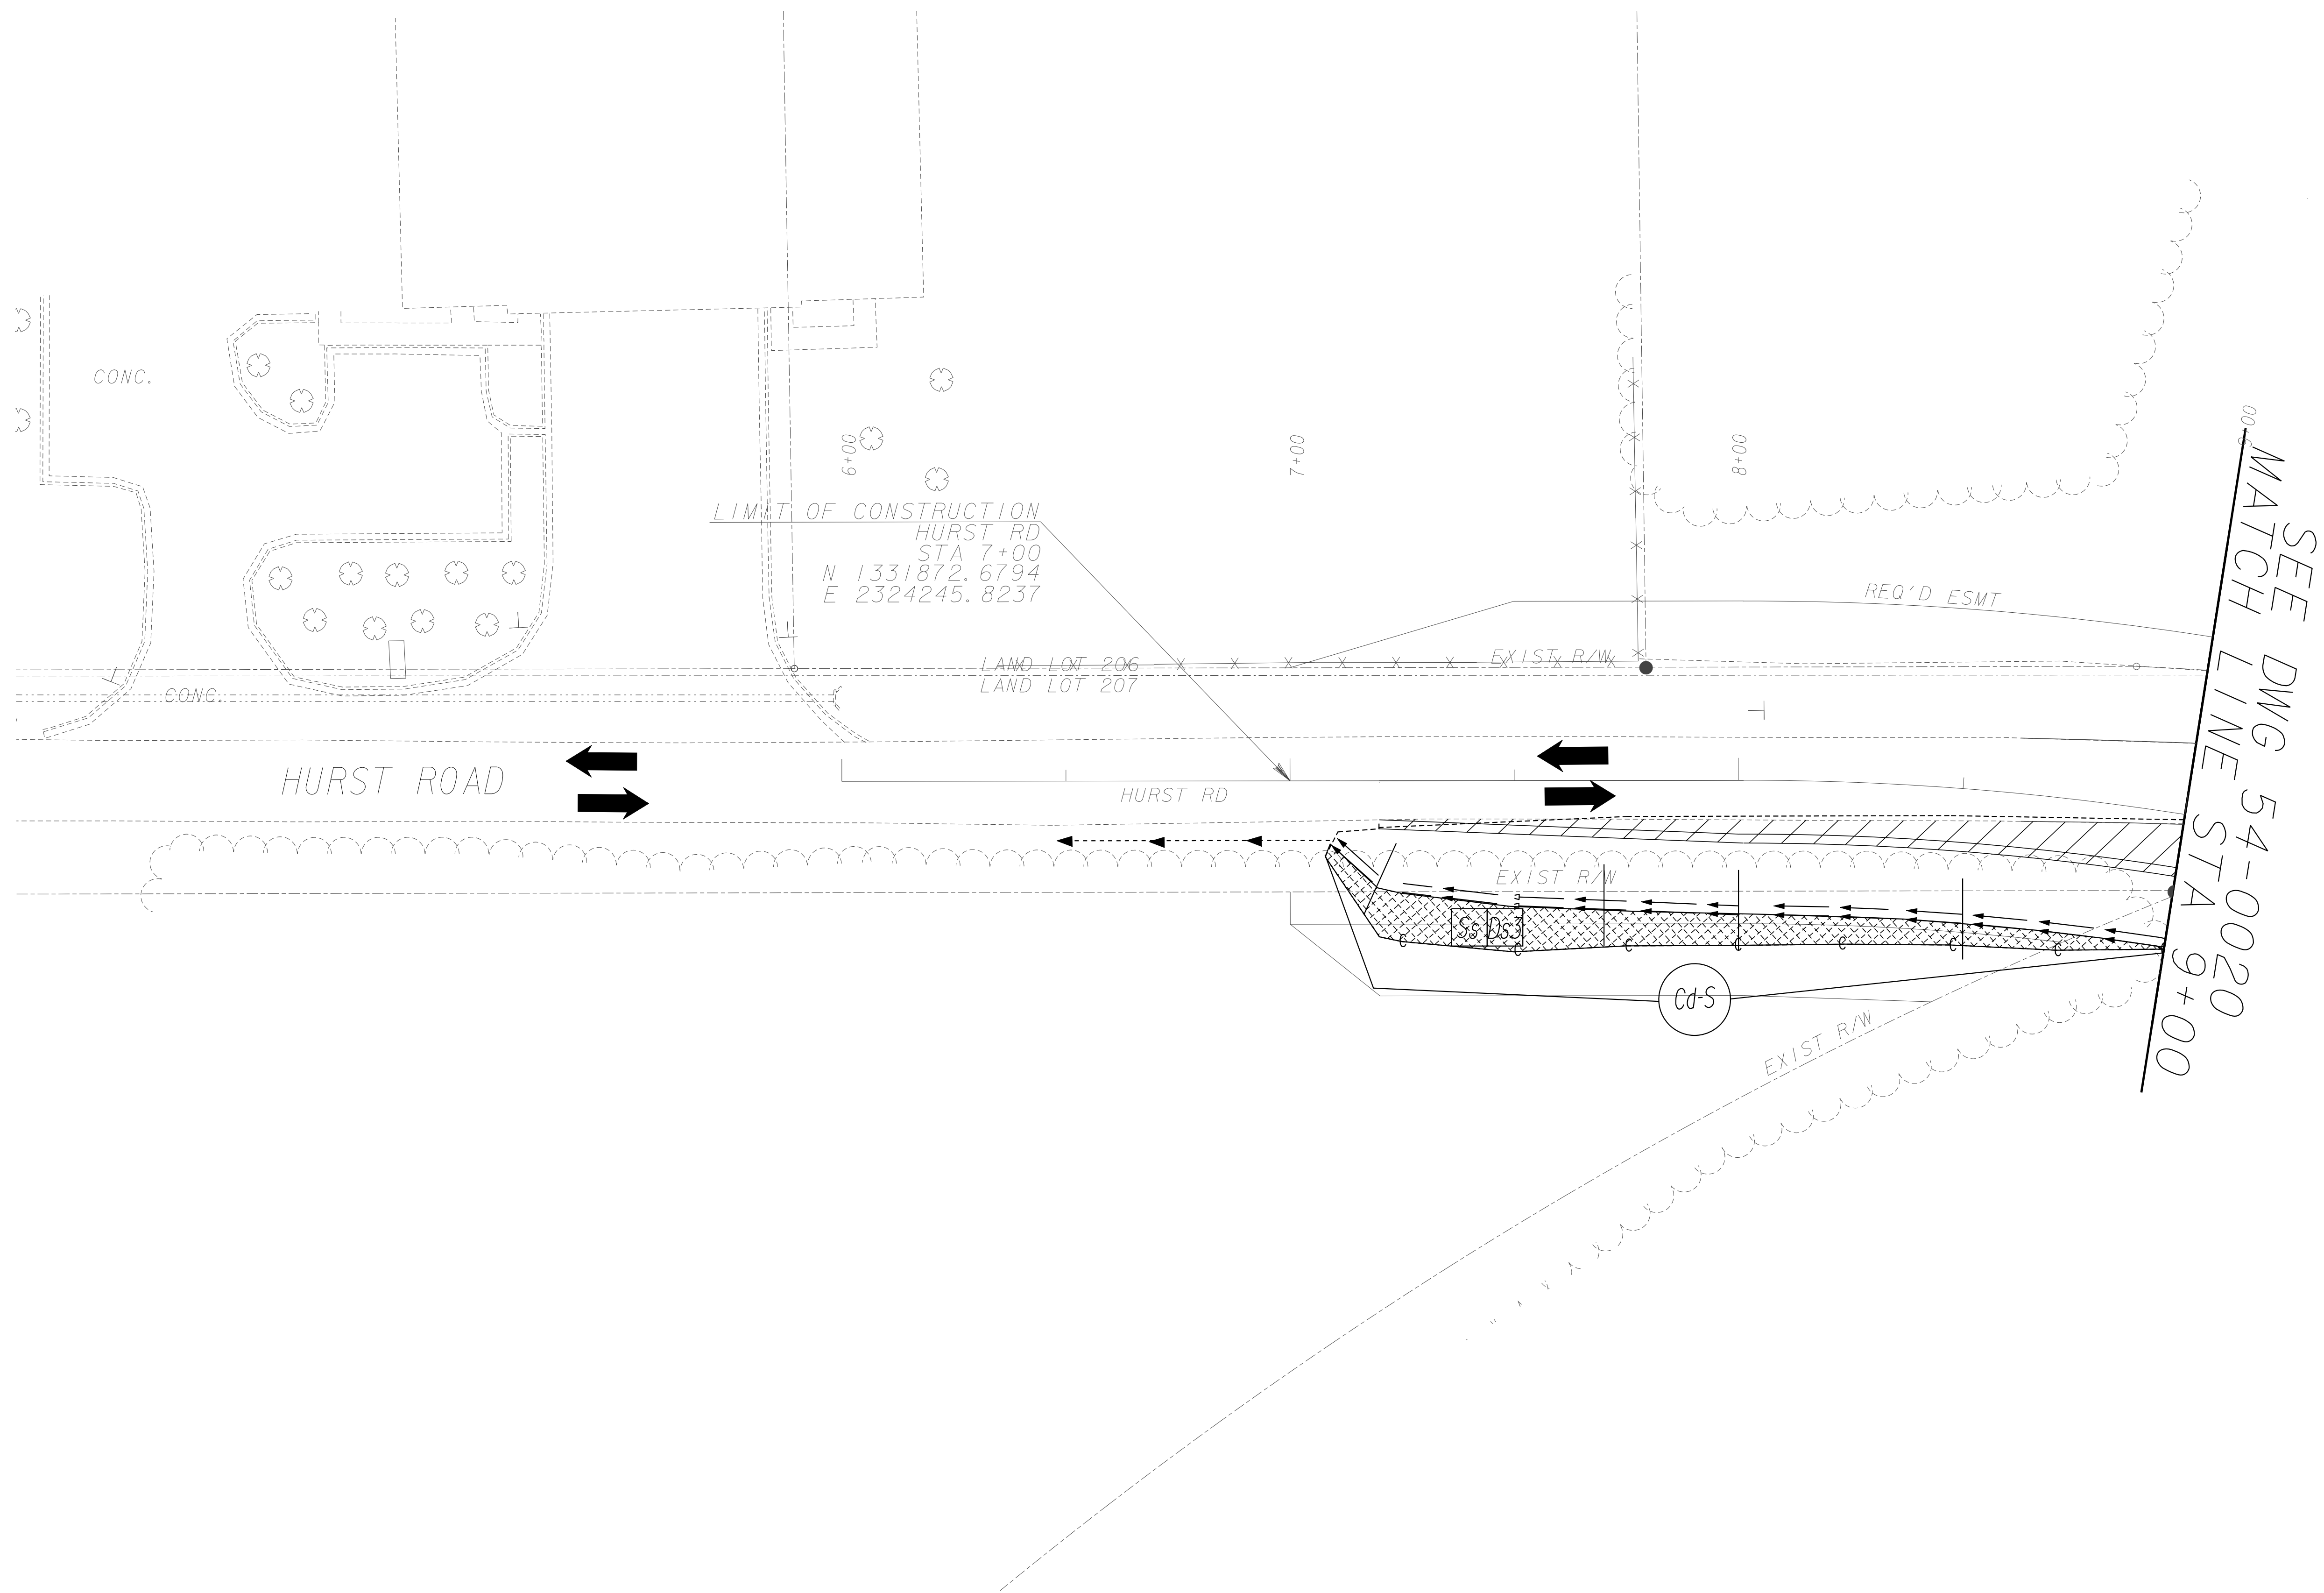 CONC.
6+00
7+00
8+00
LIMIT OF CONSTRUCTION
HURST RD
STA 7+00
N 1331872.6794
E 2324245.8237
REQ'D ESMT
SEE DWG 54-0020
MATCH LINE STA 9+00
LAND LOT 206
EXIST R/W
LAND LOT 207
CONC.
HURST ROAD
HURST RD
EXIST R/W
Ss Ds3
Cd-S
EXIST R/W